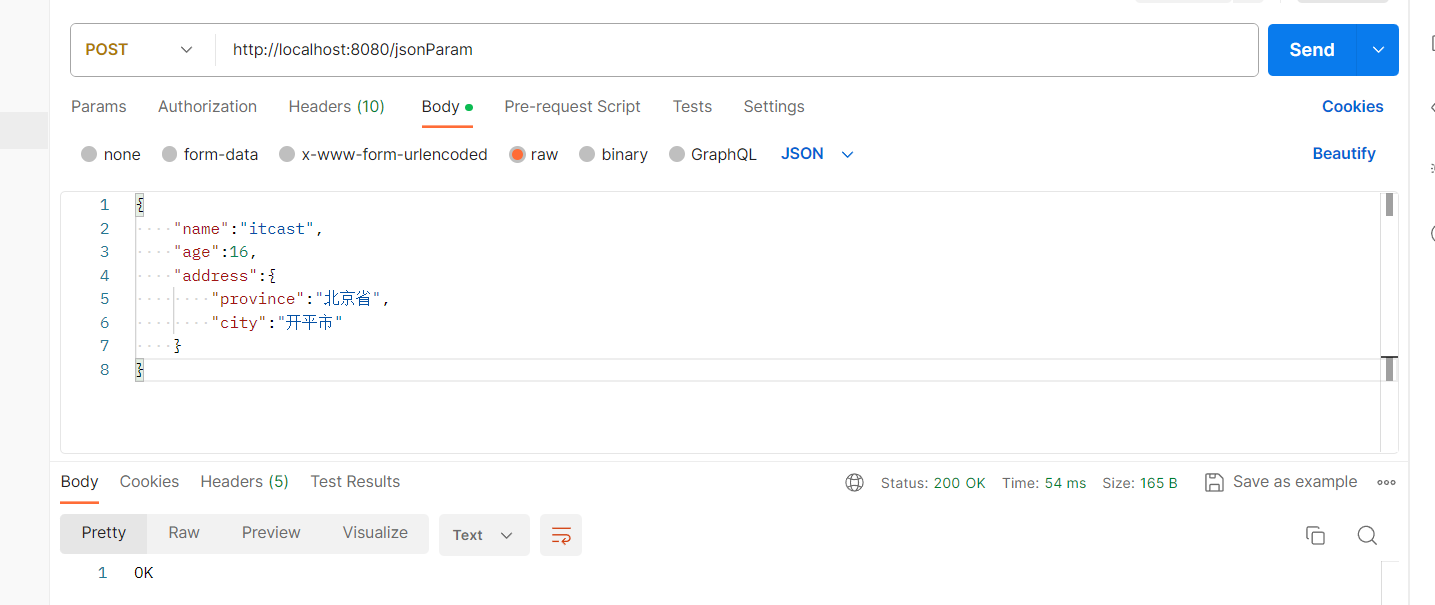 POST http://localhost:8080/jsonParam Send
Params Authorization Headers (10) Body Pre-request Script Tests Settings Cookies
none form-data x-www-form-urlencoded raw binary GraphQL JSON Beautify
1 {
2 "name":"itcast",
3 "age":16,
4 "address":{
5 "province":"北京省",
6 "city":"开平市"
7 }
8 }
Body Cookies Headers (5) Test Results Status: 200 OK Time: 54 ms Size: 165 B Save as example
Pretty Raw Preview Visualize Text
1 OK